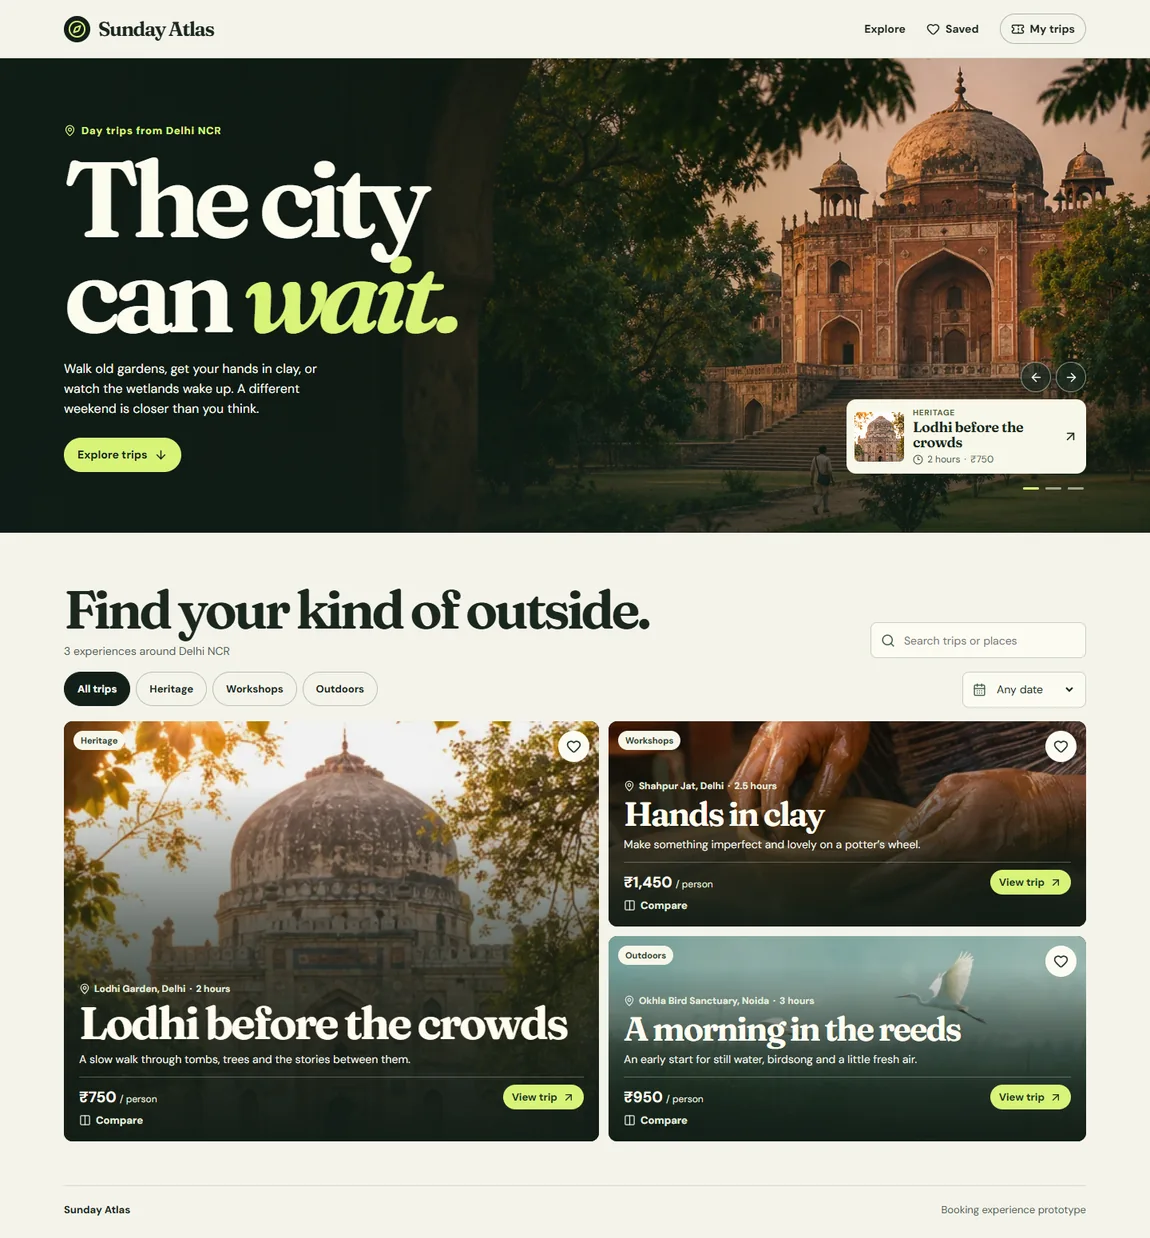 Sunday Atlas
Explore
Saved
My trips
Day trips from Delhi NCR
The city
can wait.
Walk old gardens, get your hands in clay, or
watch the wetlands wake up. A different
weekend is closer than you think.
Explore trips
HERITAGE
Lodhi before the
crowds
2 hours · ₹750
Find your kind of outside.
3 experiences around Delhi NCR
Search trips or places
All trips
Heritage
Workshops
Outdoors
Any date
Heritage
Lodhi Garden, Delhi · 2 hours
Lodhi before the crowds
A slow walk through tombs, trees and the stories between them.
₹750 / person
View trip
Compare
Workshops
Shahpur Jat, Delhi · 2.5 hours
Hands in clay
Make something imperfect and lovely on a potter's wheel.
₹1,450 / person
View trip
Compare
Outdoors
Okhla Bird Sanctuary, Noida · 3 hours
A morning in the reeds
An early start for still water, birdsong and a little fresh air.
₹950 / person
View trip
Compare
Sunday Atlas
Booking experience prototype